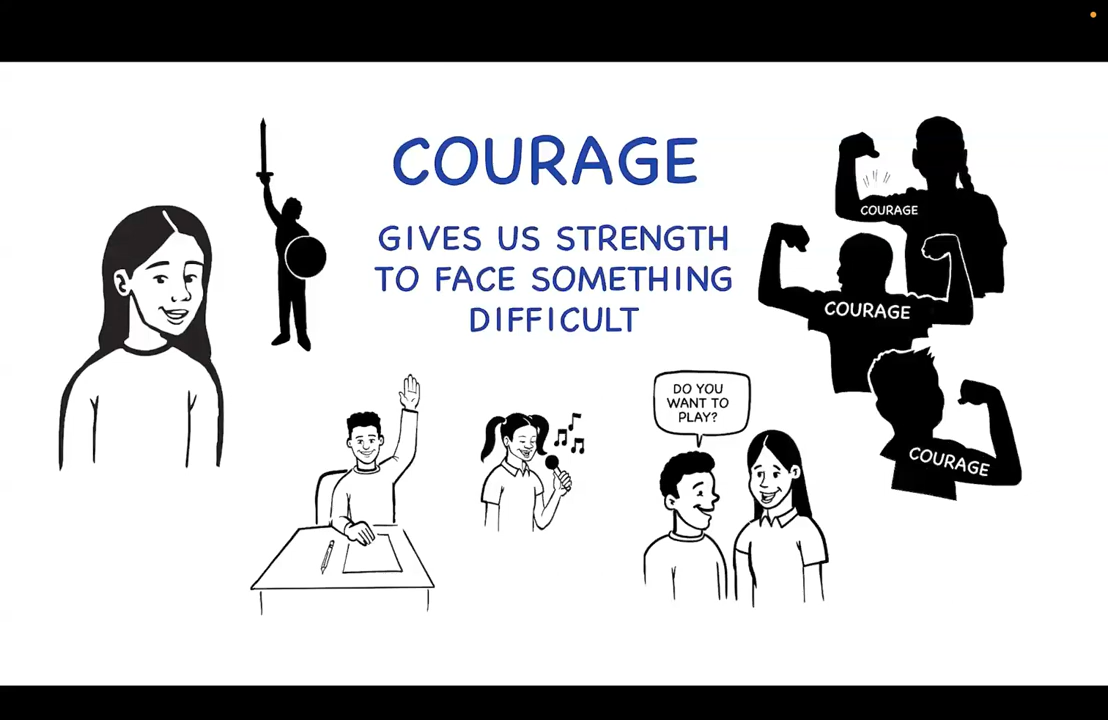 COURAGE
GIVES US STRENGTH
TO FACE SOMETHING
DIFFICULT
COURAGE
COURAGE
COURAGE
DO YOU
WANT TO
PLAY?